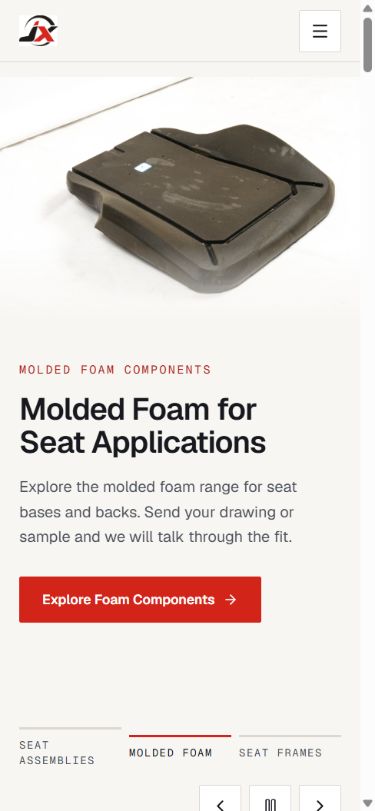 JX
MOLDED FOAM COMPONENTS
Molded Foam for
Seat Applications
Explore the molded foam range for seat
bases and backs. Send your drawing or
sample and we will talk through the fit.
Explore Foam Components →
SEAT
ASSEMBLIES
MOLDED FOAM
SEAT FRAMES